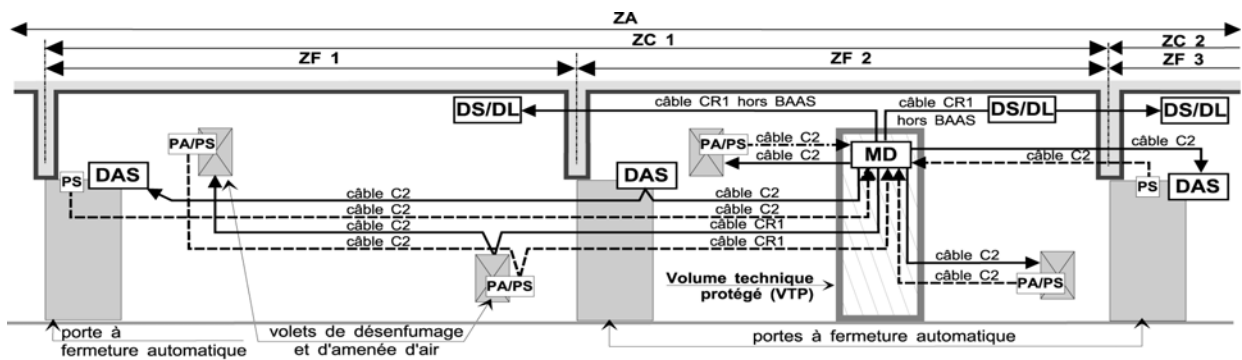 ZA
ZC 1
ZC 2
ZF 1
ZF 2
ZF 3
DS/DL
câble CR1 hors BAAS
câble CR1
hors BAAS
DS/DL
DS/DL
PA/PS
PA/PS
câble C2
câble C2
MD
câble C2
câble C2
PS
DAS
DAS
PS
DAS
câble C2
câble C2
câble C2
câble C2
câble C2
câble CR1
câble C2
câble CR1
câble C2
câble C2
PA/PS
PA/PS
Volume technique
protégé (VTP)
porte à
fermeture automatique
volets de désenfumage
et d'amenée d'air
portes à fermeture automatique